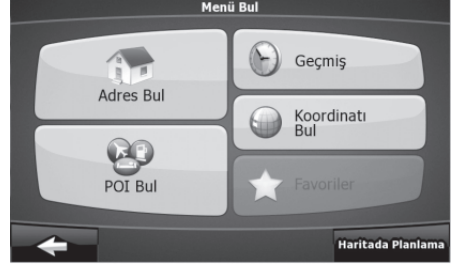 Menü Bul
Adres Bul
Geçmiş
Koordinatı
Bul
POI Bul
Favoriler
Haritada Planlama